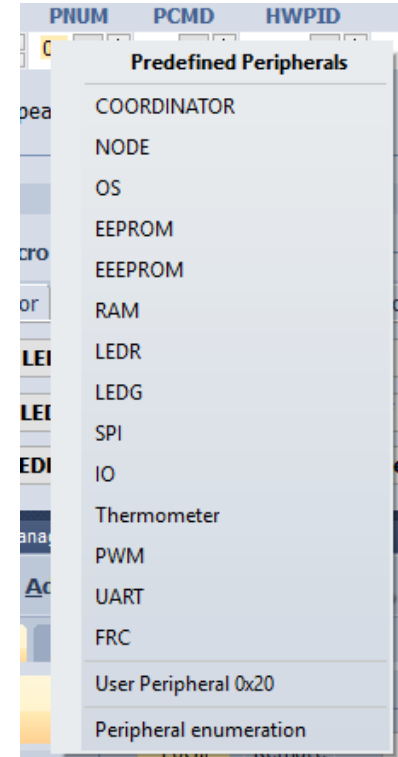 PNUM PCMD HWPID
Predefined Peripherals
COORDINATOR
NODE
OS
EEPROM
EEEPROM
RAM
LEDR
LEDG
SPI
IO
Thermometer
PWM
UART
FRC
User Peripheral 0x20
Peripheral enumeration